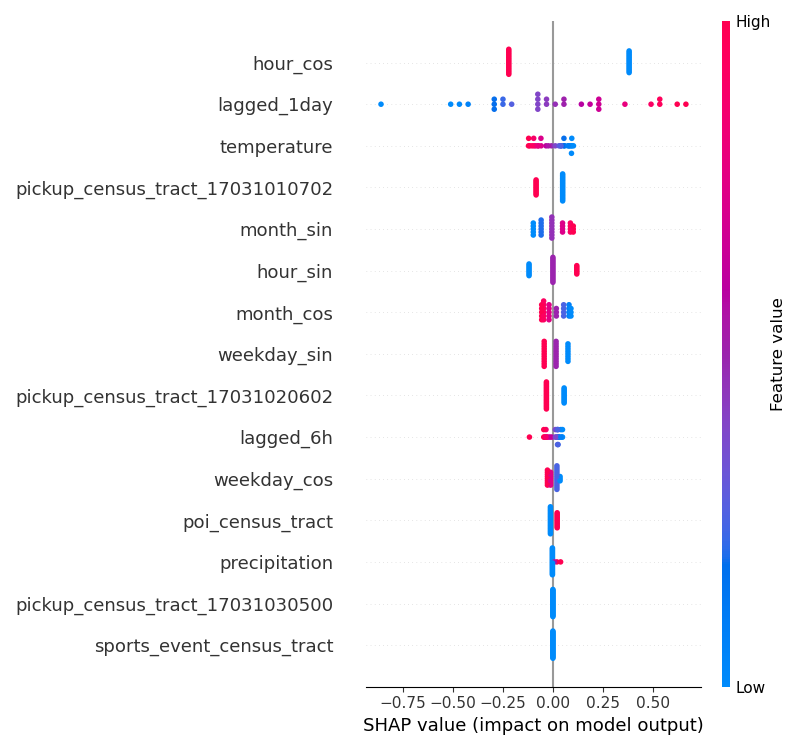 High
hour_cos
lagged_1day
temperature
pickup_census_tract_17031010702
month_sin
hour_sin
month_cos
weekday_sin
pickup_census_tract_17031020602
lagged_6h
weekday_cos
poi_census_tract
precipitation
pickup_census_tract_17031030500
sports_event_census_tract
Feature value
Low
−0.75 −0.50 −0.25 0.00 0.25 0.50
SHAP value (impact on model output)